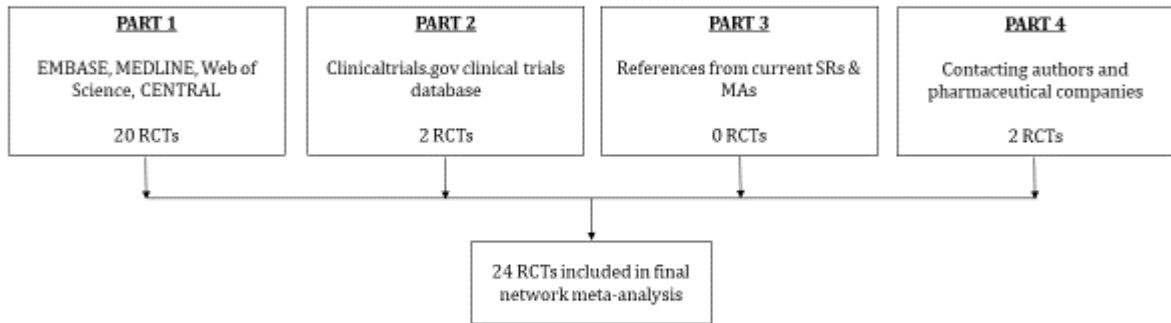 PART 1
EMBASE, MEDLINE, Web of
Science, CENTRAL
20 RCTs
PART 2
Clinicaltrials.gov clinical trials
database
2 RCTs
PART 3
References from current SRs &
MAs
0 RCTs
PART 4
Contacting authors and
pharmaceutical companies
2 RCTs
24 RCTs included in final
network meta-analysis